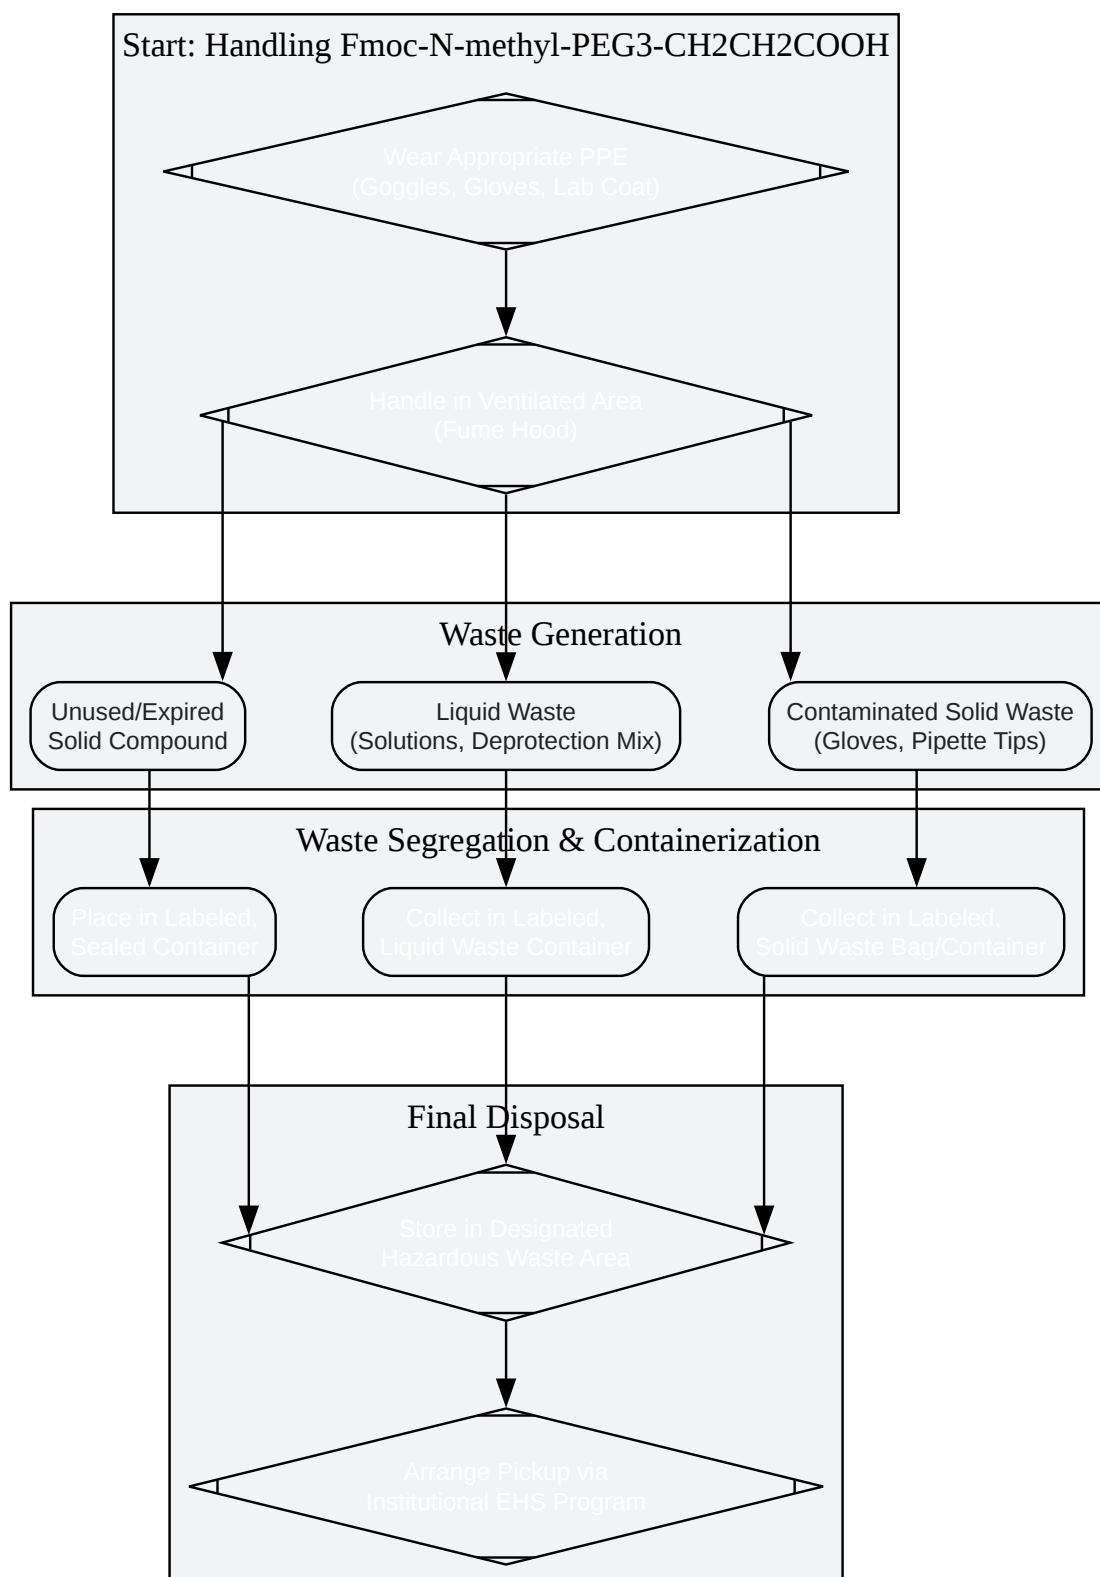 Start: Handling Fmoc-N-methyl-PEG3-CH2CH2COOH
Wear Appropriate PPE
(Goggles, Gloves, Lab Coat)
Handle in Ventilated Area
(Fume Hood)
Waste Generation
Unused/Expired
Solid Compound
Liquid Waste
(Solutions, Deprotection Mix)
Contaminated Solid Waste
(Gloves, Pipette Tips)
Waste Segregation & Containerization
Place in Labeled,
Sealed Container
Collect in Labeled,
Liquid Waste Container
Collect in Labeled,
Solid Waste Bag/Container
Final Disposal
Store in Designated
Hazardous Waste Area
Arrange Pickup via
Institutional EHS Program